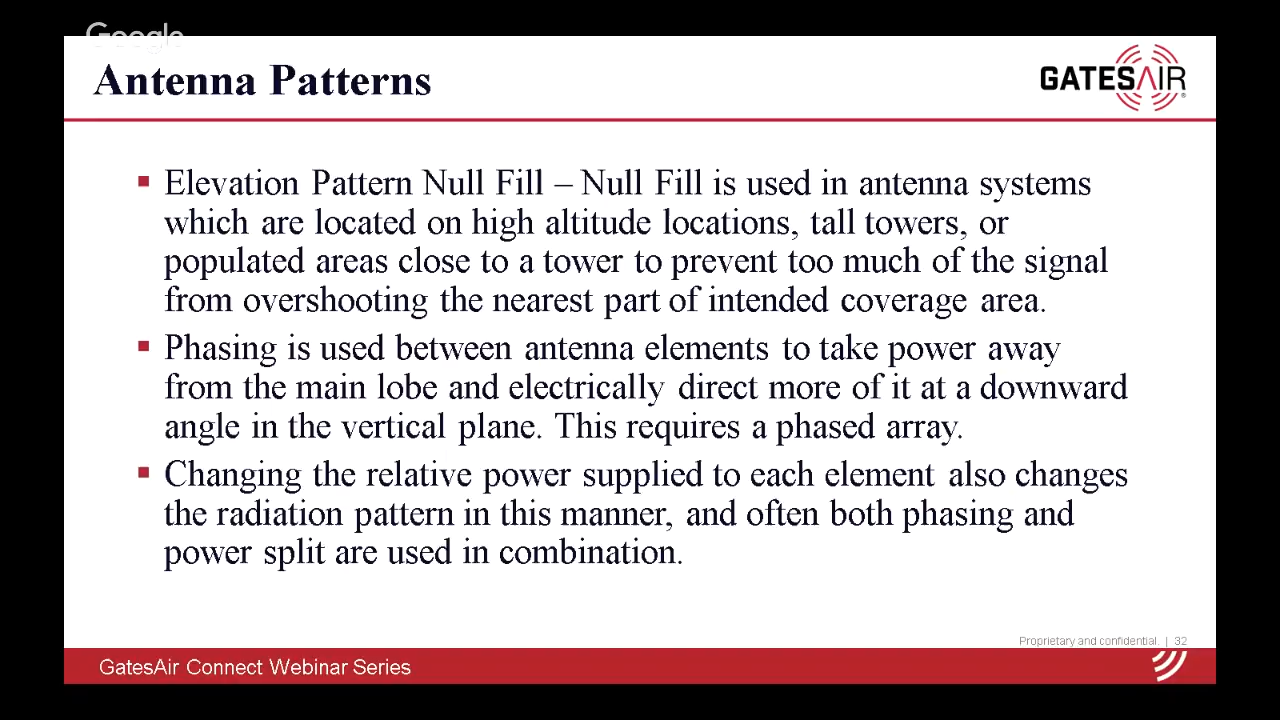 Google
Antenna Patterns
GATESAIR®
▪ Elevation Pattern Null Fill – Null Fill is used in antenna systems
which are located on high altitude locations, tall towers, or
populated areas close to a tower to prevent too much of the signal
from overshooting the nearest part of intended coverage area.
▪ Phasing is used between antenna elements to take power away
from the main lobe and electrically direct more of it at a downward
angle in the vertical plane. This requires a phased array.
▪ Changing the relative power supplied to each element also changes
the radiation pattern in this manner, and often both phasing and
power split are used in combination.
Proprietary and confidential. | 32
GatesAir Connect Webinar Series